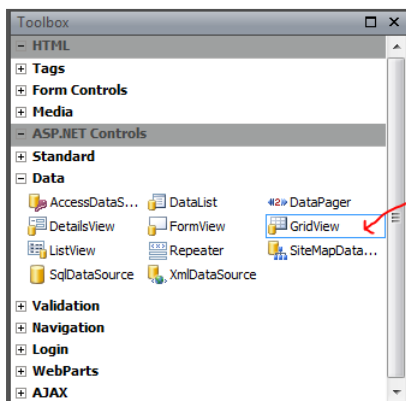 Toolbox
HTML
Tags
Form Controls
Media
ASP.NET Controls
Standard
Data
AccessDataS... DataList DataPager
DetailsView FormView GridView
ListView Repeater SiteMapData...
SqlDataSource XmlDataSource
Validation
Navigation
Login
WebParts
AJAX